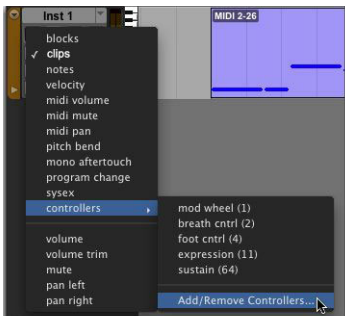 Inst 1
MIDI 2-26
blocks
✓ clips
notes
velocity
midi volume
midi mute
midi pan
pitch bend
mono aftertouch
program change
sysex
controllers
mod wheel (1)
breath cntrl (2)
foot cntrl (4)
expression (11)
sustain (64)
Add/Remove Controllers...
volume
volume trim
mute
pan left
pan right